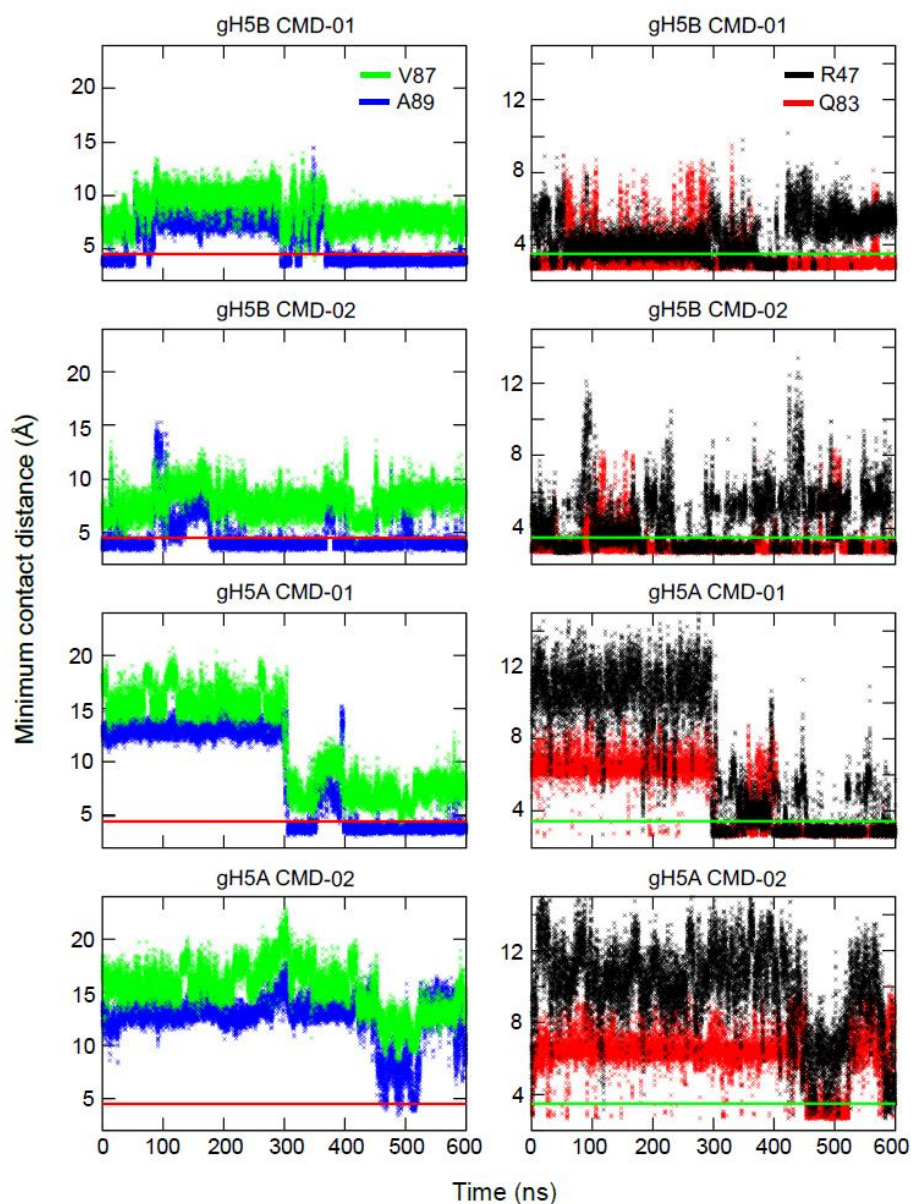 gH5B CMD-01
gH5B CMD-01
20
15
10
5
V87
A89
12
8
4
R47
Q83
gH5B CMD-02
gH5B CMD-02
20
15
10
5
12
8
4
gH5A CMD-01
gH5A CMD-01
20
15
10
5
12
8
4
gH5A CMD-02
gH5A CMD-02
20
15
10
5
12
8
4
0 100 200 300 400 500 600
0 100 200 300 400 500 600
Minimum contact distance (Å)
Time (ns)